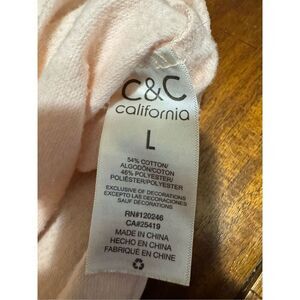 C&C
california
L
54% COTTON/
ALGODÓN/COTON
46% POLYESTER/
POLIÉSTER/POLYESTER
EXCLUSIVE OF DECORATIONS
EXCEPTO LAS DECORACIONES
SAUF DÉCORATIONS
RN#120246
CA#25419
MADE IN CHINA
HECHO EN CHINA
FABRIQUÉ EN CHINE